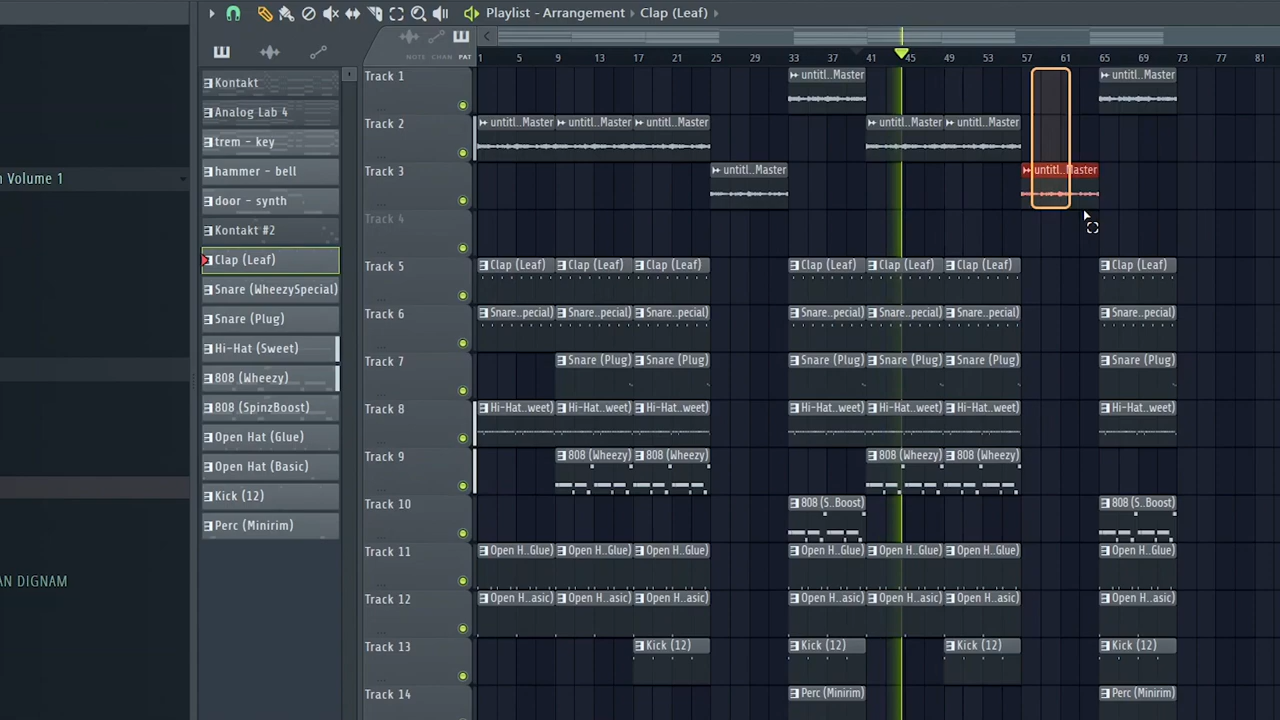 Playlist - Arrangement › Clap (Leaf) ›
NOTE CHAN PAT
1 5 9 13 17 21 25 29 33 37 41 45 49 53 57 61 65 69 73 77 81
n Volume 1
AN DIGNAM
Kontakt
Analog Lab 4
trem - key
hammer - bell
door - synth
Kontakt #2
Clap (Leaf)
Snare (WheezySpecial)
Snare (Plug)
Hi-Hat (Sweet)
808 (Wheezy)
808 (SpinzBoost)
Open Hat (Glue)
Open Hat (Basic)
Kick (12)
Perc (Minirim)
Track 1 untitl..Master untitl..Master
Track 2 untitl..Master untitl..Master untitl..Master untitl..Master untitl..Master
Track 3 untitl..Master untitl..Master
Track 4
Track 5 Clap (Leaf) Clap (Leaf) Clap (Leaf) Clap (Leaf) Clap (Leaf) Clap (Leaf) Clap (Leaf)
Track 6 Snare..pecial) Snare..pecial) Snare..pecial) Snare..pecial) Snare..pecial) Snare..pecial) Snare..pecial)
Track 7 Snare (Plug) Snare (Plug) Snare (Plug) Snare (Plug) Snare (Plug) Snare (Plug)
Track 8 Hi-Hat..weet) Hi-Hat..weet) Hi-Hat..weet) Hi-Hat..weet) Hi-Hat..weet) Hi-Hat..weet) Hi-Hat..weet)
Track 9 808 (Wheezy) 808 (Wheezy) 808 (Wheezy) 808 (Wheezy)
Track 10 808 (S..Boost) 808 (S..Boost)
Track 11 Open H..Glue) Open H..Glue) Open H..Glue) Open H..Glue) Open H..Glue) Open H..Glue) Open H..Glue)
Track 12 Open H..asic) Open H..asic) Open H..asic) Open H..asic) Open H..asic) Open H..asic) Open H..asic)
Track 13 Kick (12) Kick (12) Kick (12) Kick (12)
Track 14 Perc (Minirim) Perc (Minirim)